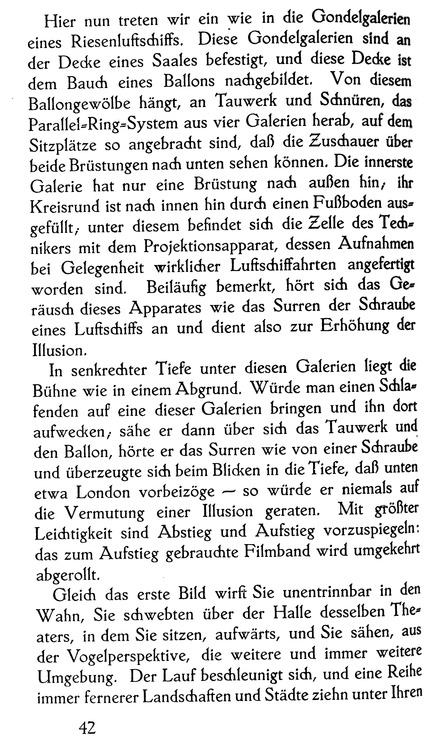 Hier nun treten wir ein wie in die Gondelgalerien
eines Riesenluftschiffs. Diese Gondelgalerien sind an
der Decke eines Saales befestigt, und diese Decke ist
dem Bauch eines Ballons nachgebildet. Von diesem
Ballongewölbe hängt, an Tauwerk und Schnüren, das
Parallel-Ring-System aus vier Galerien herab, auf dem
Sitzplätze so angebracht sind, daß die Zuschauer über
beide Brüstungen nach unten sehen können. Die innerste
Galerie hat nur eine Brüstung nach außen hin; ihr
Kreisrund ist nach innen hin durch einen Fußboden aus-
gefüllt; unter diesem befindet sich die Zelle des Tech-
nikers mit dem Projektionsapparat, dessen Aufnahmen
bei Gelegenheit wirklicher Luftschiffahrten angefertigt
worden sind. Beiläufig bemerkt, hört sich das Ge-
räusch dieses Apparates wie das Surren der Schraube
eines Luftschiffs an und dient also zur Erhöhung der
Illusion.
In senkrechter Tiefe unter diesen Galerien liegt die
Bühne wie in einem Abgrund. Würde man einen Schla-
fenden auf eine dieser Galerien bringen und ihn dort
aufwecken; sähe er dann über sich das Tauwerk und
den Ballon, hörte er das Surren wie von einer Schraube
und überzeugte sich beim Blicken in die Tiefe, daß unten
etwa London vorbeizöge — so würde er niemals auf
die Vermutung einer Illusion geraten. Mit größter
Leichtigkeit sind Abstieg und Aufstieg vorzuspiegeln:
das zum Aufstieg gebrauchte Filmband wird umgekehrt
abgerollt.
Gleich das erste Bild wirft Sie unentrinnbar in den
Wahn, Sie schwebten über der Halle desselben The-
aters, in dem Sie sitzen, aufwärts, und Sie sähen, aus
der Vogelperspektive, die weitere und immer weitere
Umgebung. Der Lauf beschleunigt sich, und eine Reihe
immer fernerer Landschaften und Städte ziehn unter Ihren
42